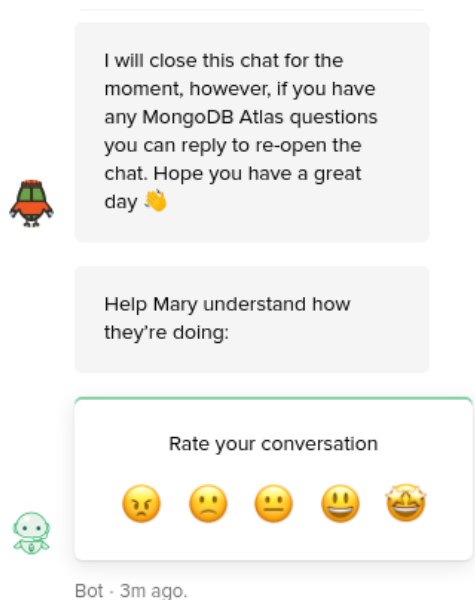 I will close this chat for the
moment, however, if you have
any MongoDB Atlas questions
you can reply to re-open the
chat. Hope you have a great
day 👋
Help Mary understand how
they're doing:
Rate your conversation
Bot · 3m ago.